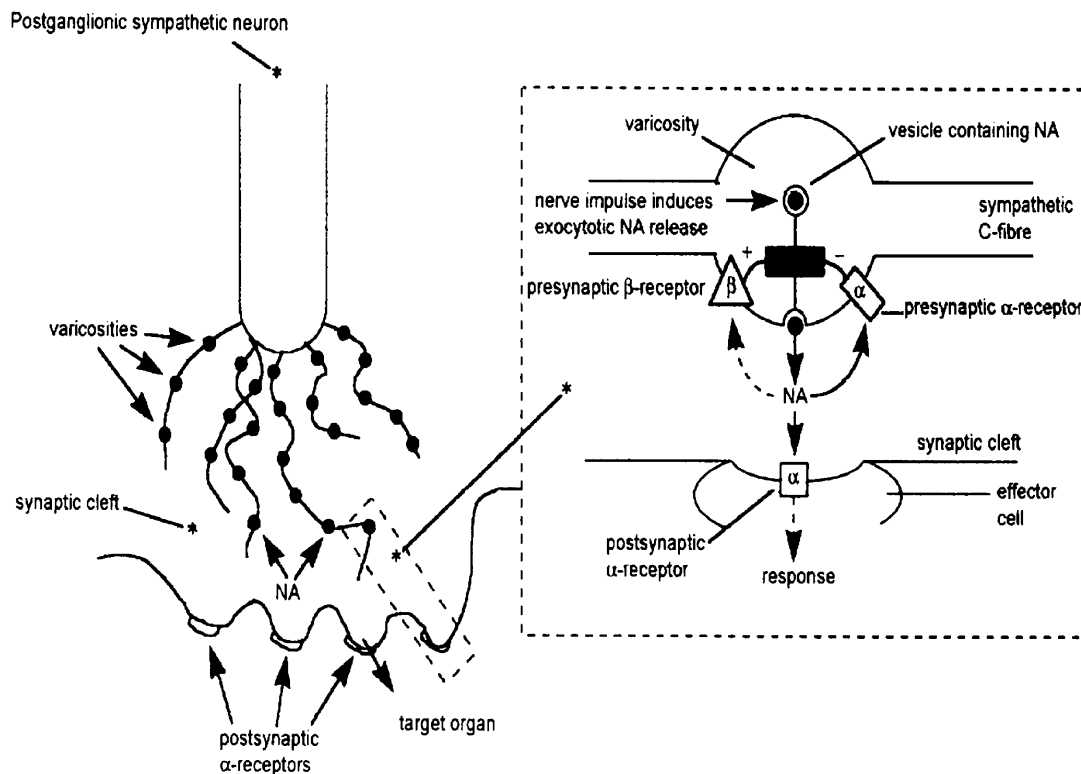 Postganglionic sympathetic neuron
*
varicosities
synaptic cleft
*
*
NA
postsynaptic
α-receptors
target organ
*
varicosity
vesicle containing NA
nerve impulse induces
exocytotic NA release
sympathetic
C-fibre
+
−
presynaptic β-receptor
β
α
presynaptic α-receptor
NA
synaptic cleft
α
effector
cell
postsynaptic
α-receptor
response